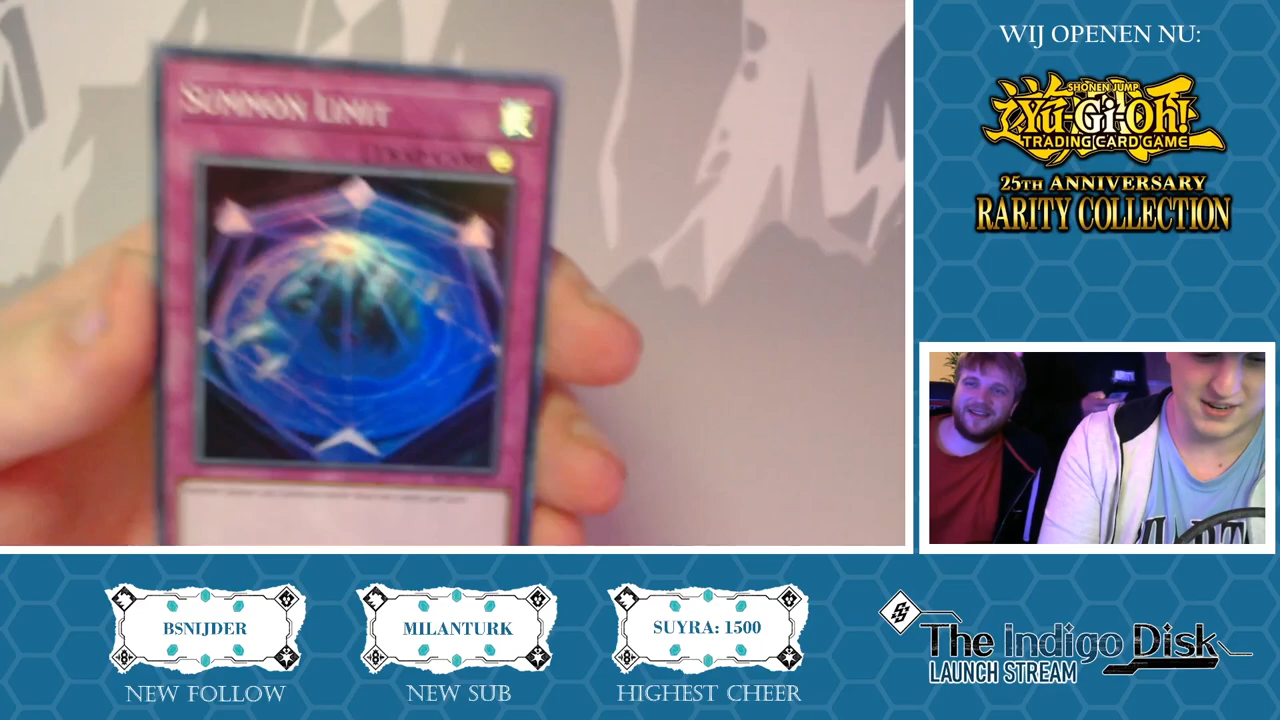 SUMMON LIMIT
WIJ OPENEN NU:
SHONEN JUMP
Yu-Gi-Oh!
TRADING CARD GAME
25TH ANNIVERSARY
RARITY COLLECTION
BSNIJDER
NEW FOLLOW
MILANTURK
NEW SUB
SUYRA: 1500
HIGHEST CHEER
The Indigo Disk
LAUNCH STREAM